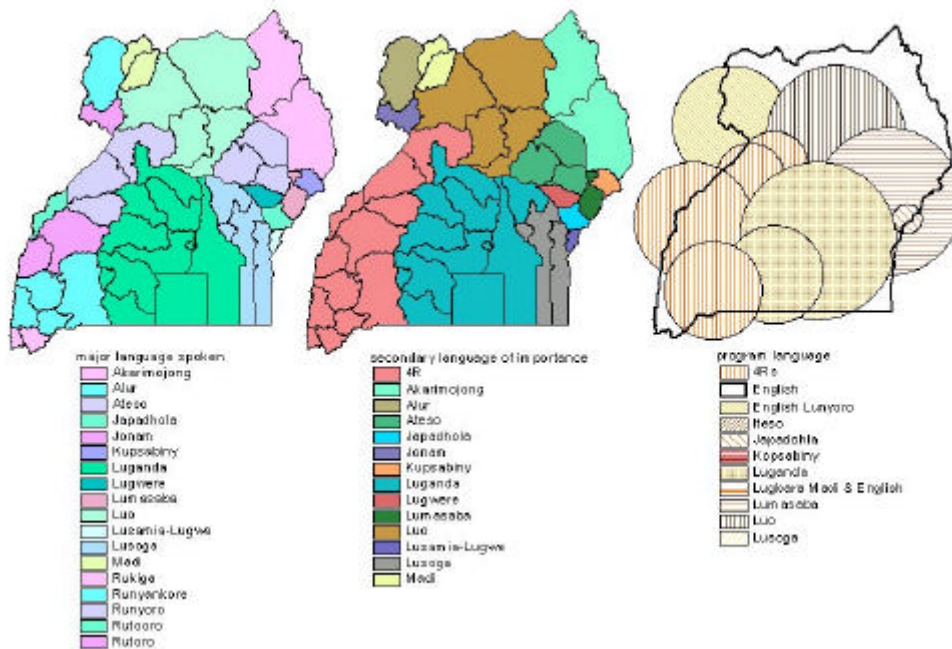 major language spoken
Akarimojong
Alur
Ateso
Japadhola
Jonam
Kupsabiny
Luganda
Lugwere
Lumasaba
Luo
Lusamia-Lugwe
Lusoga
Madi
Rukiga
Runyankore
Runyoro
Rutooro
Rutoro
secondary language of importance
4R
Akarimojong
Alur
Ateso
Japadhola
Jonam
Kupsabiny
Luganda
Lugwere
Lumasaba
Luo
Lusamia-Lugwe
Lusoga
Madi
program language
4Rs
English
English Lunyoro
Iteso
Japadohla
Kopsabiny
Luganda
Lugbara Madi & English
Lumasaba
Luo
Lusoga